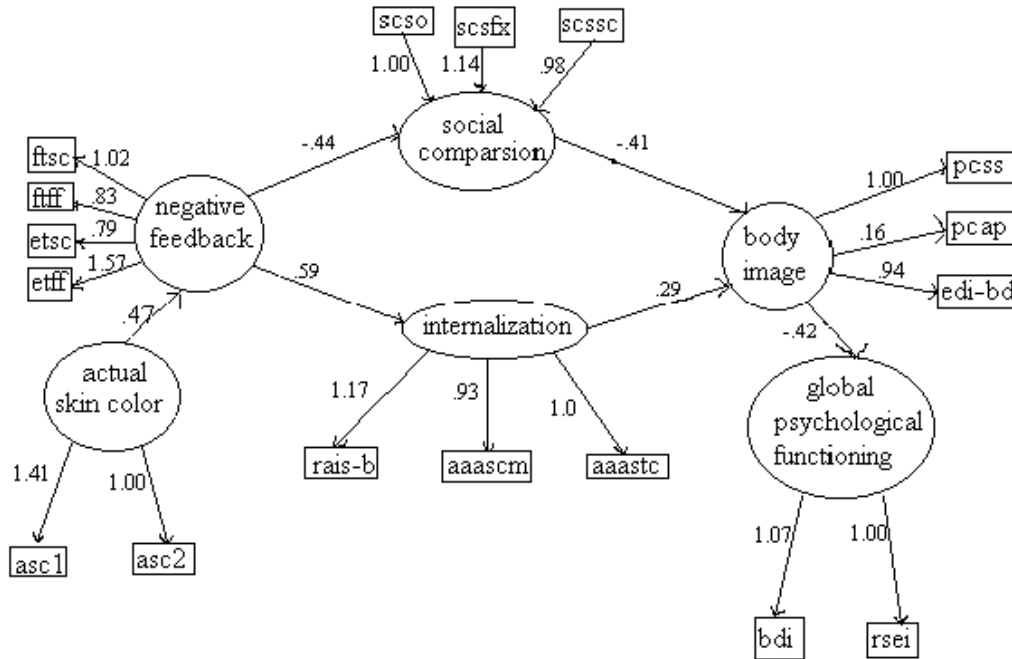 scso
scsfx
scssc
1.00
1.14
.98
social
comparsion
-.44
-.41
ftsc
1.02
ftff
.83
etsc
.79
etff
1.57
negative
feedback
pcss
1.00
pcap
.16
edi-bd
.94
body
image
.59
.29
internalization
.47
-.42
actual
skin color
1.17
.93
1.0
rais-b
aaascm
aaastc
global
psychological
functioning
1.41
1.00
asc1
asc2
1.07
1.00
bdi
rsei